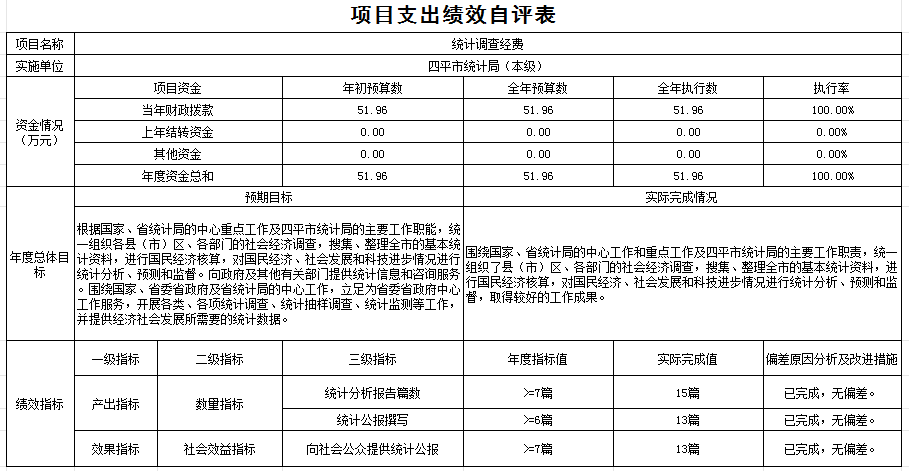 项目支出绩效自评表
项目名称 统计调查经费
实施单位 四平市统计局（本级）
资金情况（万元） 项目资金 年初预算数 全年预算数 全年执行数 执行率
当年财政拨款 51.96 51.96 51.96 100.00%
上年结转资金 0.00 0.00 0.00 0.00%
其他资金 0.00 0.00 0.00 0.00%
年度资金总和 51.96 51.96 51.96 100.00%
年度总体目标 预期目标 实际完成情况
根据国家、省统计局的中心重点工作及四平市统计局的主要工作职能，统
一组织各县（市）区、各部门的社会经济调查，搜集、整理全市的基本统
计资料，进行国民经济核算，对国民经济、社会发展和科技进步情况进行
统计分析、预测和监督。向政府及其他有关部门提供统计信息和咨询服务
。围绕国家、省委省政府及省统计局的中心工作，立足为省委省政府中心
工作服务，开展各类、各项统计调查、统计抽样调查、统计监测等工作，
并提供经济社会发展所需要的统计数据。
围绕国家、省统计局的中心工作和重点工作及四平市统计局的主要工作职责，统一
组织了县（市）区、各部门的社会经济调查，搜集、整理全市的基本统计资料，进
行国民经济核算，对国民经济、社会发展和科技进步情况进行统计分析、预测和监
督，取得较好的工作成果。
绩效指标 一级指标 二级指标 三级指标 年度指标值 实际完成值 偏差原因分析及改进措施
产出指标 数量指标 统计分析报告篇数 >=7篇 15篇 已完成，无偏差。
统计公报撰写 >=6篇 13篇 已完成，无偏差。
效果指标 社会效益指标 向社会公众提供统计公报 >=7篇 13篇 已完成，无偏差。